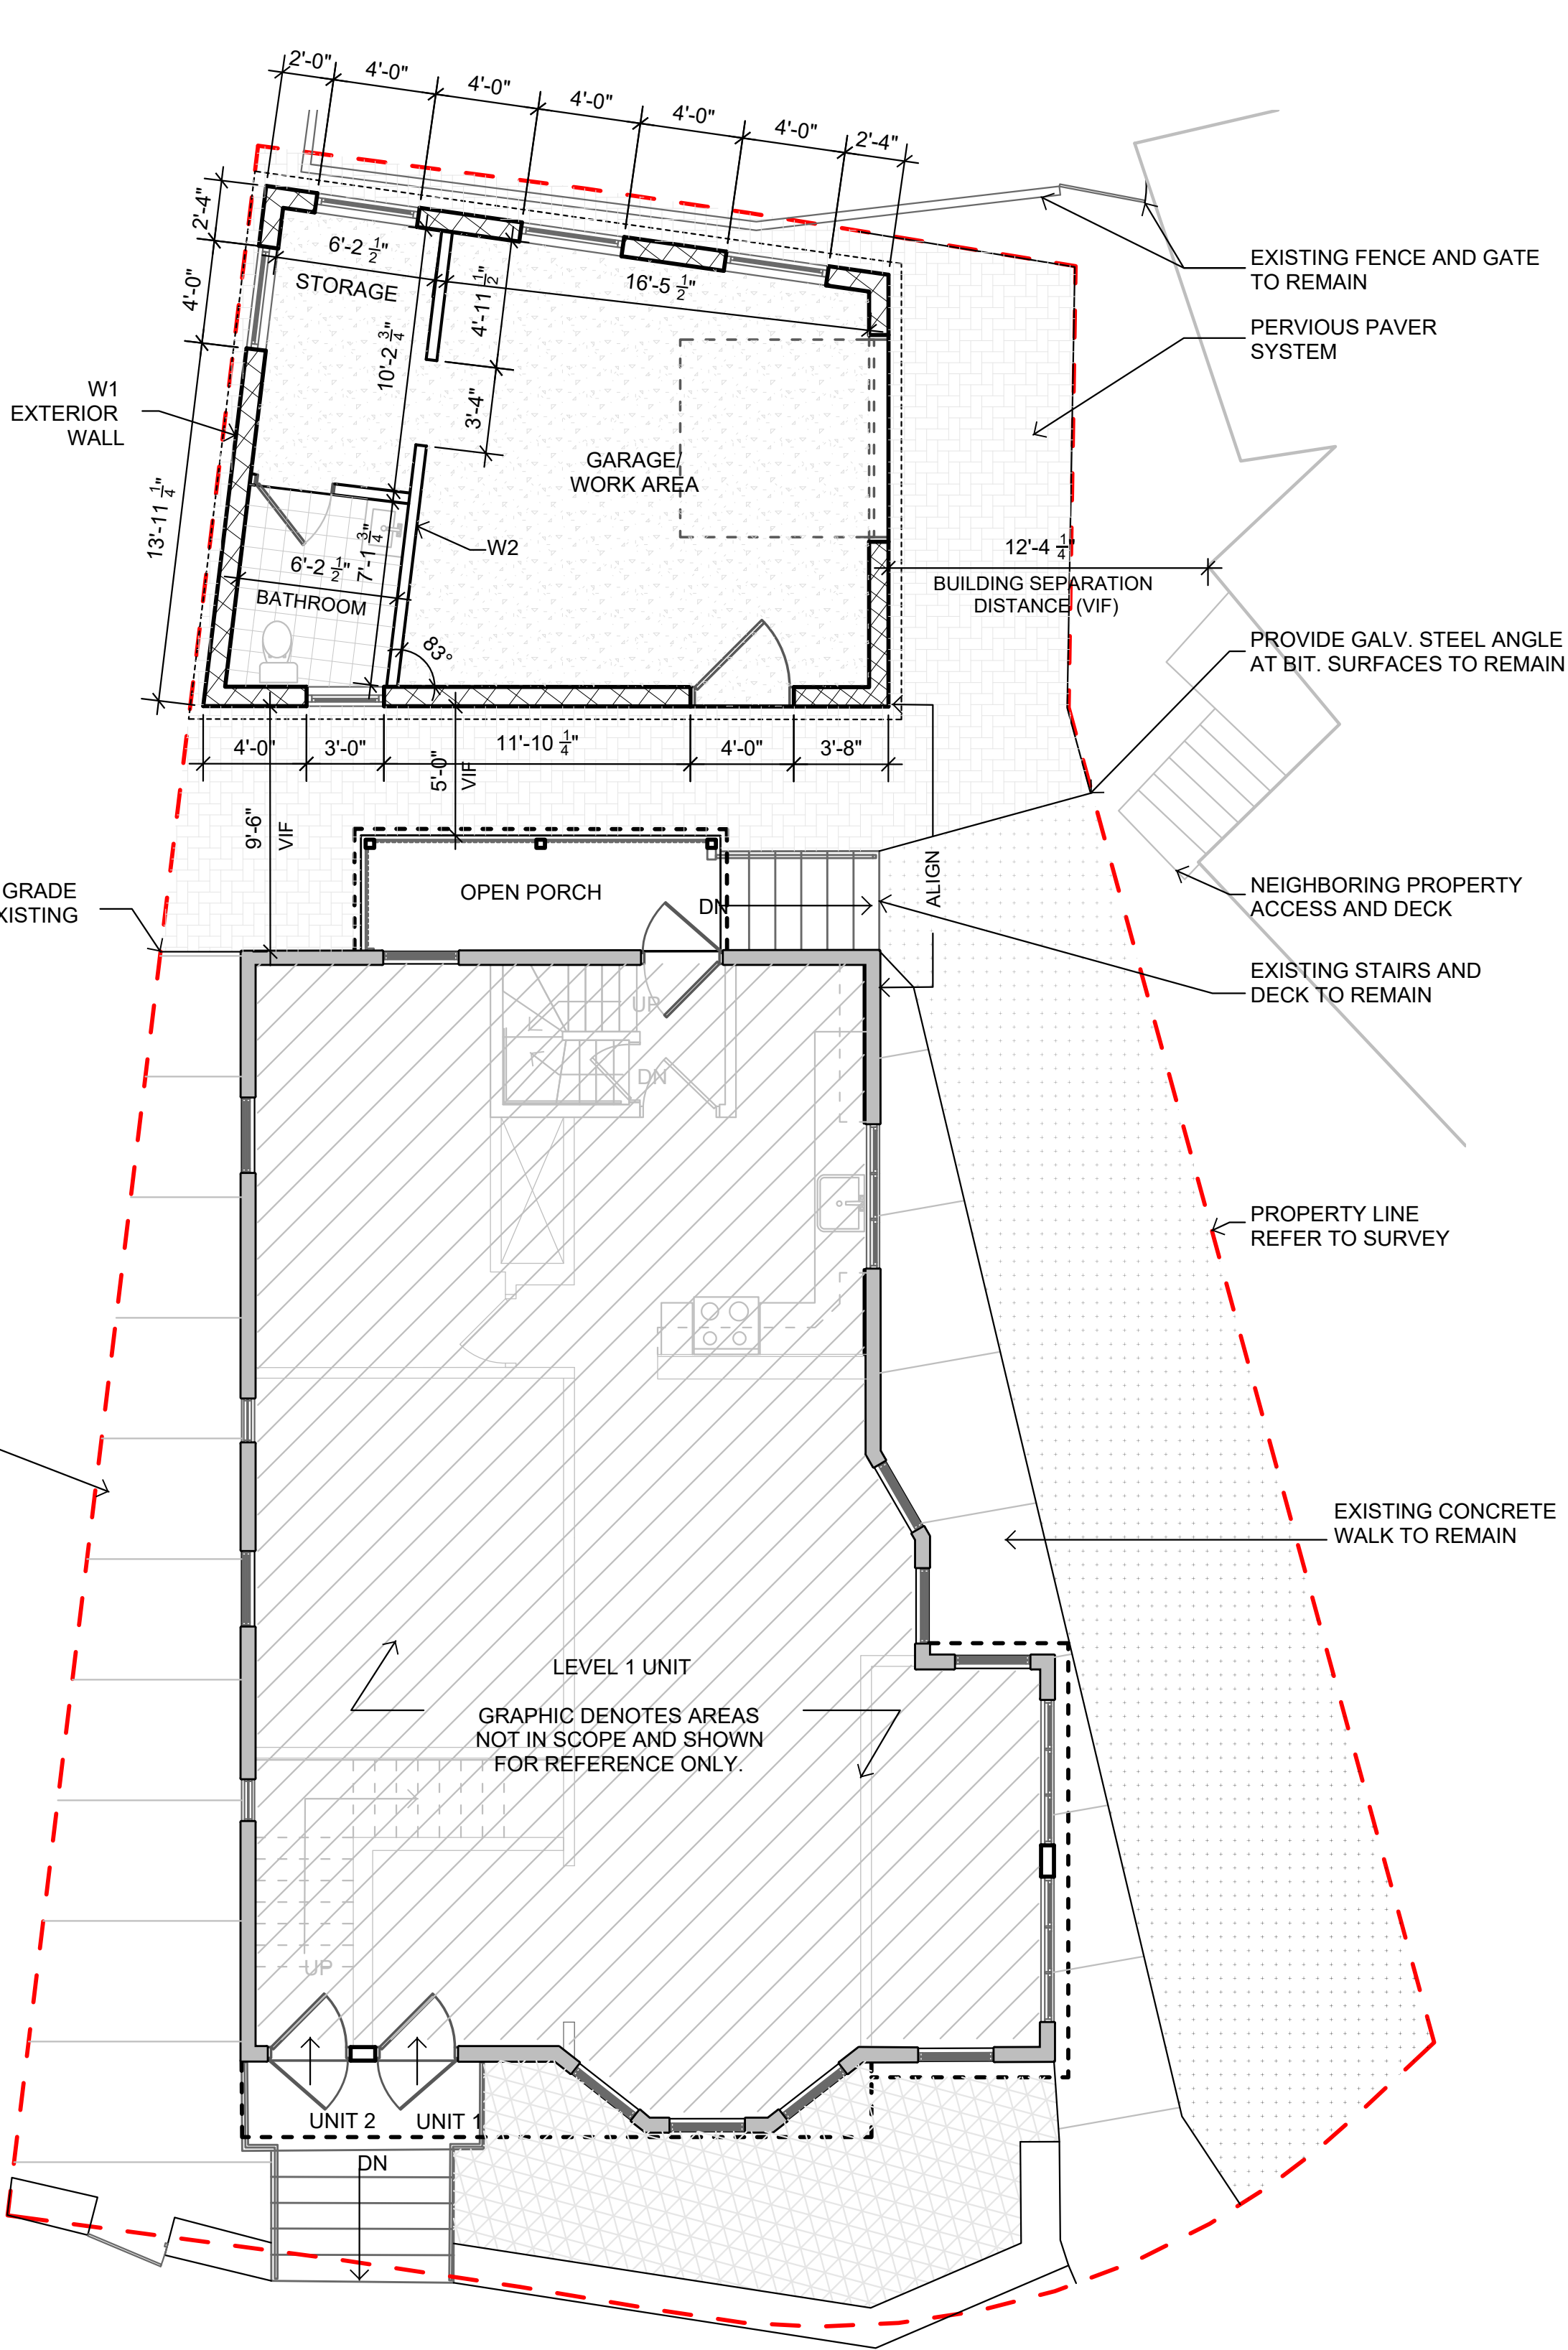 2'-0"
4'-0"
4'-0"
4'-0"
4'-0"
4'-0"
2'-4"
2'-4"
4'-0"
13'-11 1/4"
6'-2 1/2"
STORAGE
16'-5 1/2"
4'-11 1/2"
10'-2 3/4"
3'-4"
EXISTING FENCE AND GATE
TO REMAIN
PERVIOUS PAVER
SYSTEM
W1
EXTERIOR
WALL
GARAGE/
WORK AREA
W2
6'-2 1/2"
7'-1 3/4"
BATHROOM
83°
12'-4 1/4"
BUILDING SEPARATION
DISTANCE (VIF)
PROVIDE GALV. STEEL ANGLE
AT BIT. SURFACES TO REMAIN
4'-0"
3'-0"
11'-10 1/4"
4'-0"
3'-8"
5'-0"
VIF
9'-6"
VIF
ALIGN
GRADE
XISTING
OPEN PORCH
DN
NEIGHBORING PROPERTY
ACCESS AND DECK
EXISTING STAIRS AND
DECK TO REMAIN
UP
DN
PROPERTY LINE
REFER TO SURVEY
EXISTING CONCRETE
WALK TO REMAIN
LEVEL 1 UNIT
GRAPHIC DENOTES AREAS
NOT IN SCOPE AND SHOWN
FOR REFERENCE ONLY.
UP
UNIT 2
UNIT 1
DN